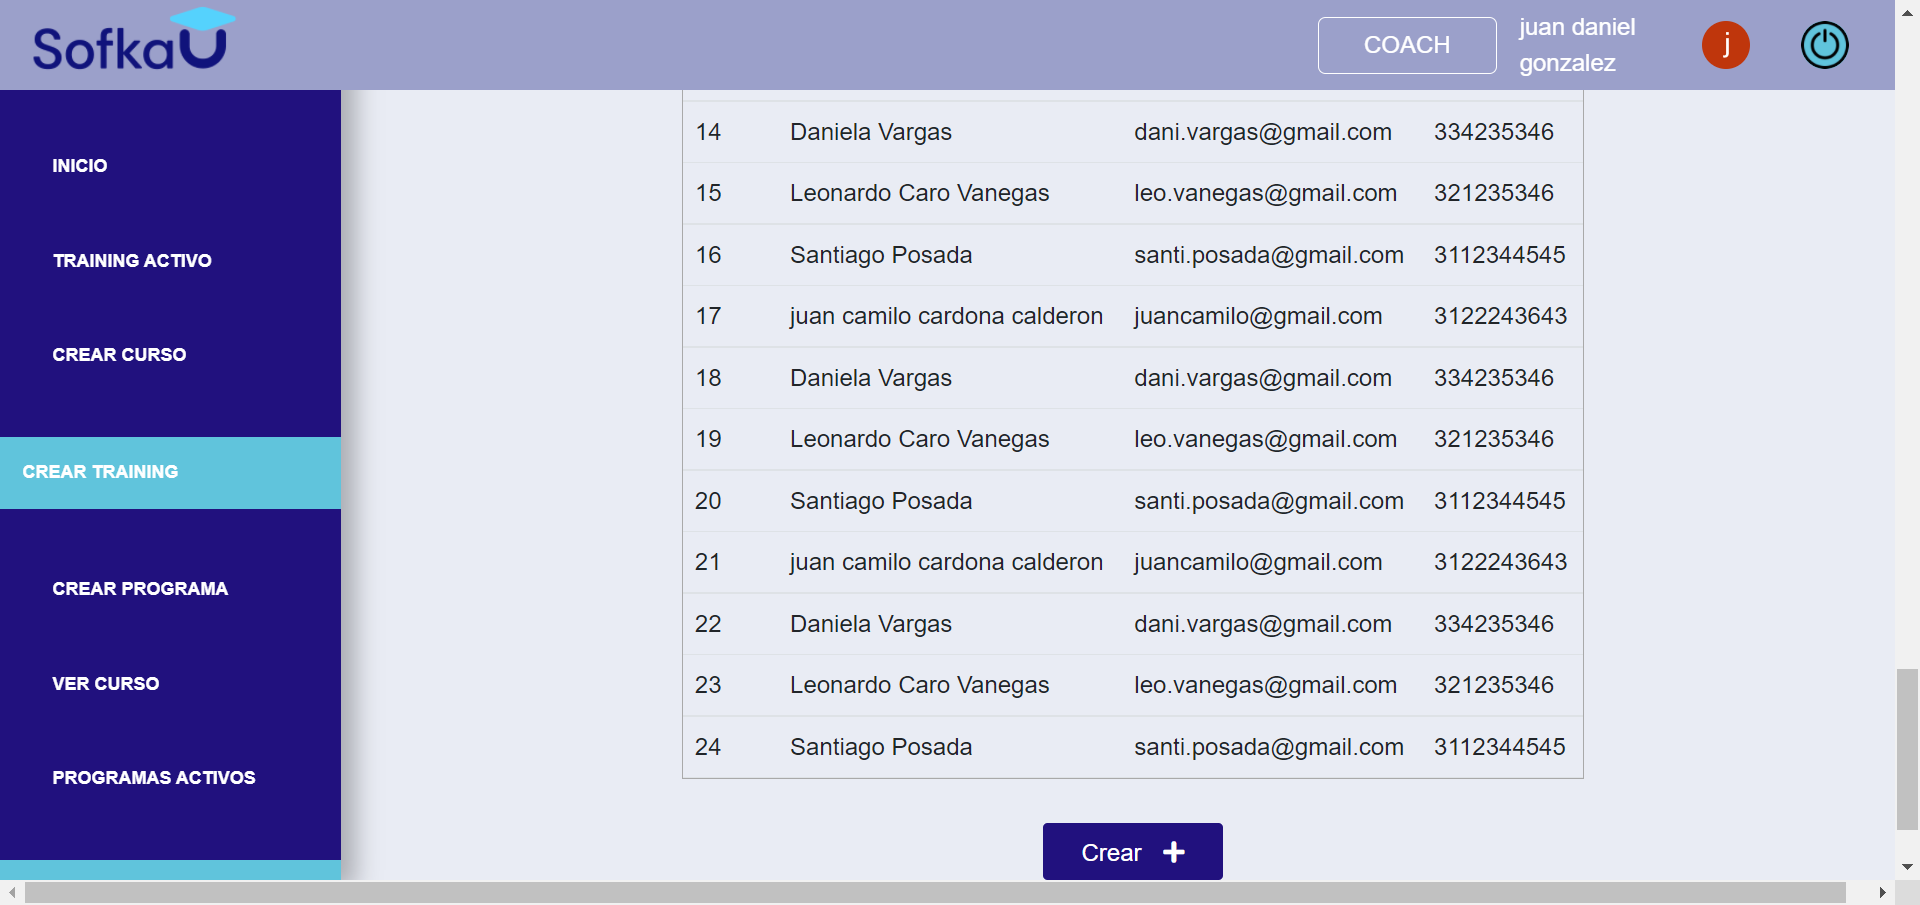 SofkaU
COACH
juan daniel
gonzalez
j
INICIO
TRAINING ACTIVO
CREAR CURSO
CREAR TRAINING
CREAR PROGRAMA
VER CURSO
PROGRAMAS ACTIVOS
14 Daniela Vargas dani.vargas@gmail.com 334235346
15 Leonardo Caro Vanegas leo.vanegas@gmail.com 321235346
16 Santiago Posada santi.posada@gmail.com 3112344545
17 juan camilo cardona calderon juancamilo@gmail.com 3122243643
18 Daniela Vargas dani.vargas@gmail.com 334235346
19 Leonardo Caro Vanegas leo.vanegas@gmail.com 321235346
20 Santiago Posada santi.posada@gmail.com 3112344545
21 juan camilo cardona calderon juancamilo@gmail.com 3122243643
22 Daniela Vargas dani.vargas@gmail.com 334235346
23 Leonardo Caro Vanegas leo.vanegas@gmail.com 321235346
24 Santiago Posada santi.posada@gmail.com 3112344545
Crear +